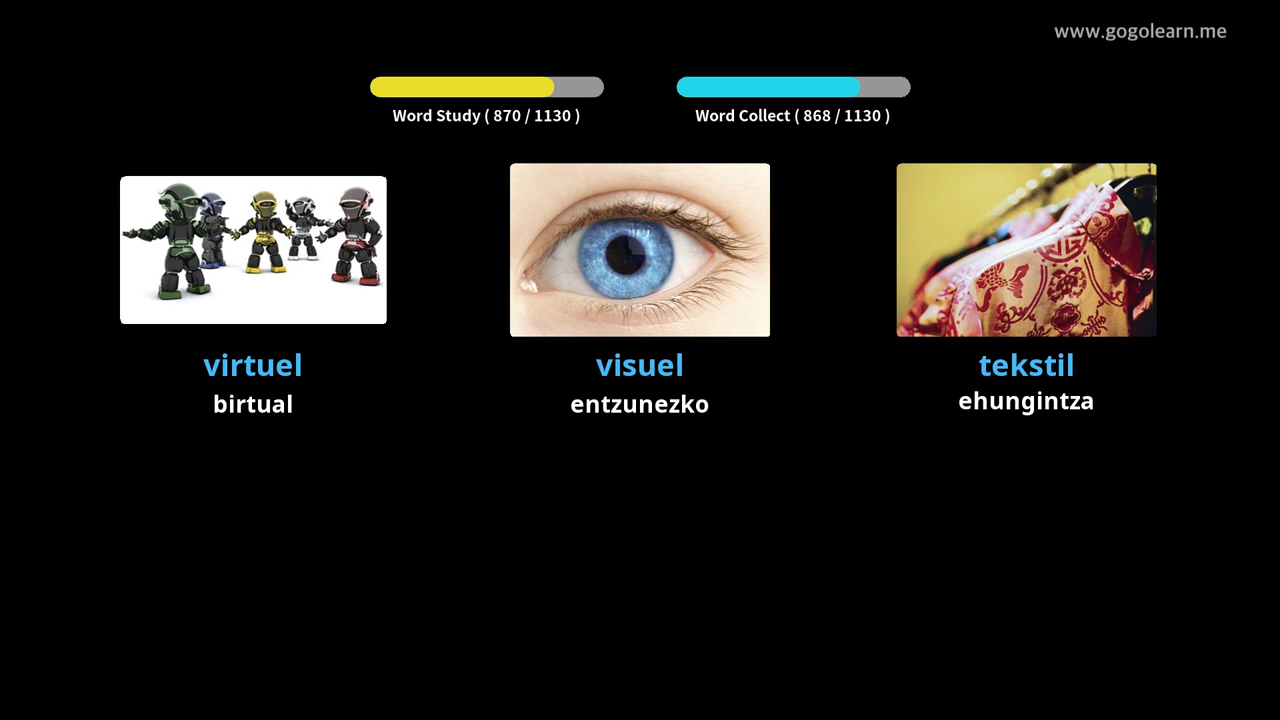 www.gogolearn.me
Word Study ( 870 / 1130 )
Word Collect ( 868 / 1130 )
virtuel
birtual
visuel
entzunezko
tekstil
ehungintza